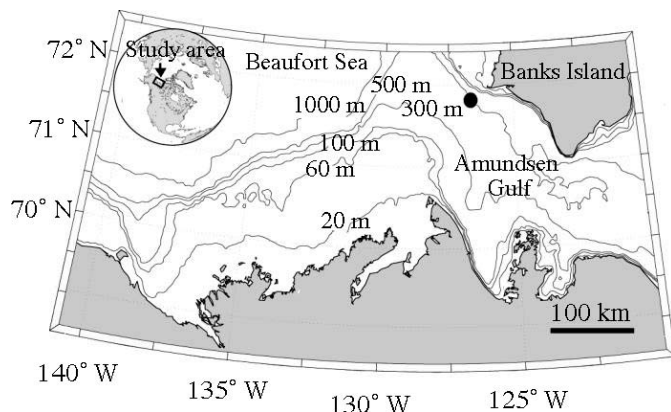 Study area
Beaufort Sea
Banks Island
72° N
500 m
1000 m
300 m
71° N
100 m
60 m
Amundsen
Gulf
70° N
20 m
100 km
140° W
135° W
130° W
125° W